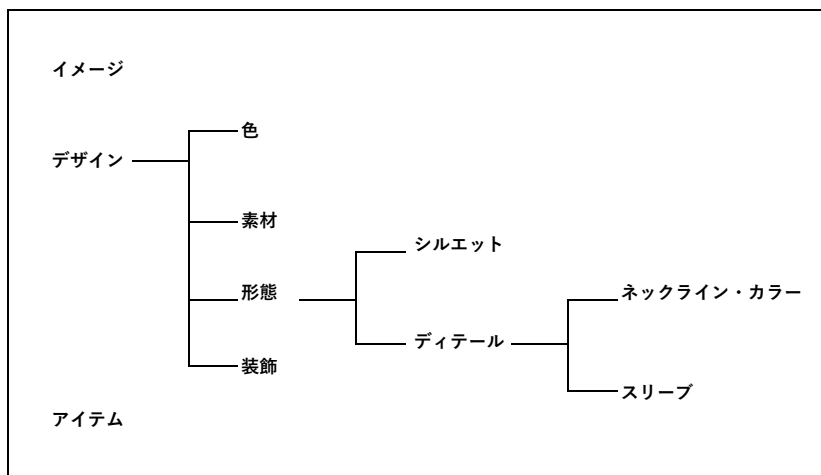 イメージ
色
デザイン
素材
シルエット
形態
ネックライン・カラー
ディテール
装飾
スリーブ
アイテム